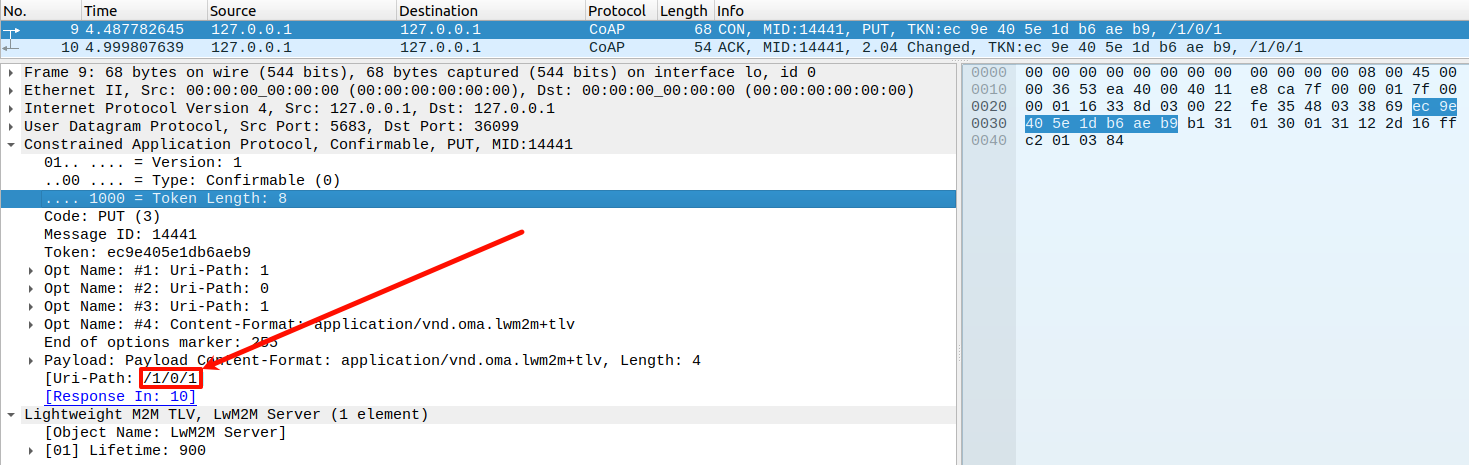 No. Time Source Destination Protocol Length Info
9 4.487782645 127.0.0.1 127.0.0.1 CoAP 68 CON, MID:14441, PUT, TKN:ec 9e 40 5e 1d b6 ae b9, /1/0/1
10 4.999807639 127.0.0.1 127.0.0.1 CoAP 54 ACK, MID:14441, 2.04 Changed, TKN:ec 9e 40 5e 1d b6 ae b9, /1/0/1
Frame 9: 68 bytes on wire (544 bits), 68 bytes captured (544 bits) on interface lo, id 0
Ethernet II, Src: 00:00:00_00:00:00 (00:00:00:00:00:00), Dst: 00:00:00_00:00:00 (00:00:00:00:00:00)
Internet Protocol Version 4, Src: 127.0.0.1, Dst: 127.0.0.1
User Datagram Protocol, Src Port: 5683, Dst Port: 36099
Constrained Application Protocol, Confirmable, PUT, MID:14441
01.. .... = Version: 1
..00 .... = Type: Confirmable (0)
.... 1000 = Token Length: 8
Code: PUT (3)
Message ID: 14441
Token: ec9e405e1db6aeb9
Opt Name: #1: Uri-Path: 1
Opt Name: #2: Uri-Path: 0
Opt Name: #3: Uri-Path: 1
Opt Name: #4: Content-Format: application/vnd.oma.lwm2m+tlv
End of options marker: 255
Payload: Payload Content-Format: application/vnd.oma.lwm2m+tlv, Length: 4
[Uri-Path: /1/0/1]
[Response In: 10]
Lightweight M2M TLV, LwM2M Server (1 element)
[Object Name: LwM2M Server]
[01] Lifetime: 900
0000 00 00 00 00 00 00 00 00 00 00 00 00 08 00 45 00
0010 00 36 53 ea 40 00 40 11 e8 ca 7f 00 00 01 7f 00
0020 00 01 16 33 8d 03 00 22 fe 35 48 03 38 69 ec 9e
0030 40 5e 1d b6 ae b9 b1 31 01 30 01 31 12 2d 16 ff
0040 c2 01 03 84